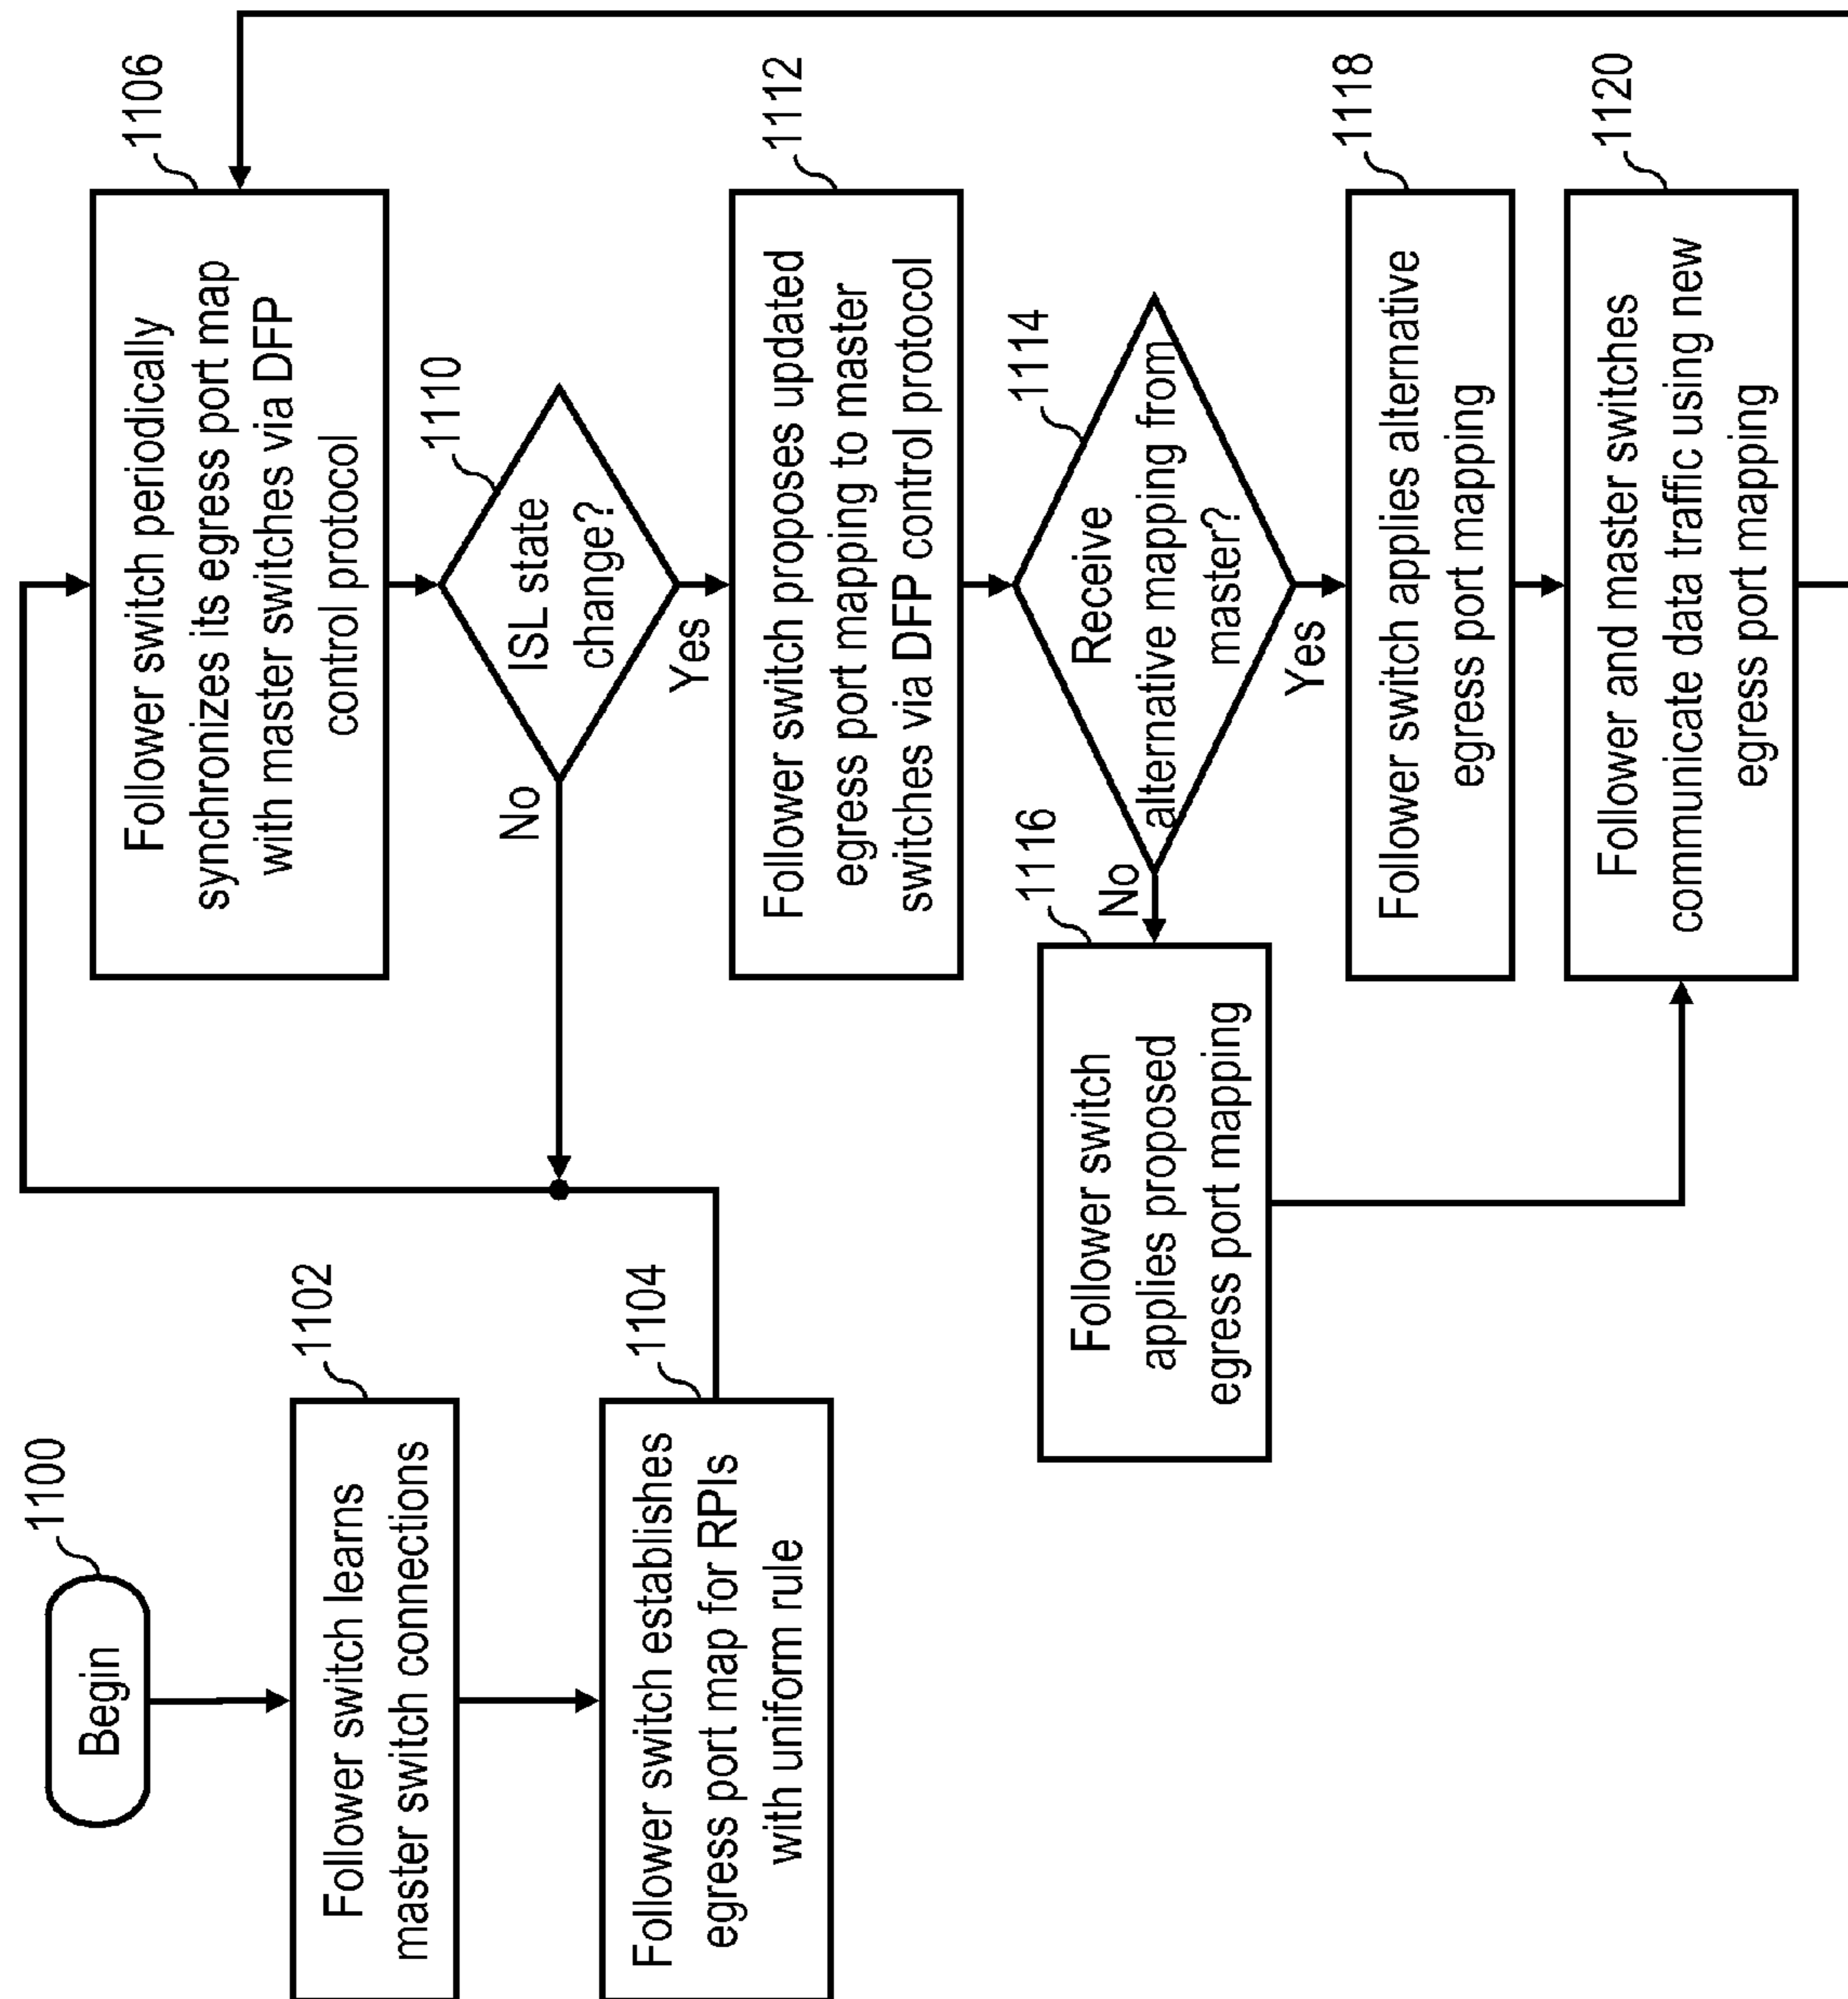 1100
Begin
1102
Follower switch learns
master switch connections
1104
Follower switch establishes
egress port map for RPIs
with uniform rule
1106
Follower switch periodically
synchronizes its egress port map
with master switches via DFP
control protocol
1110
ISL state
change?
No
Yes
1112
Follower switch proposes updated
egress port mapping to master
switches via DFP control protocol
1114
Receive
alternative mapping from
master?
No
Yes
1116
Follower switch
applies proposed
egress port mapping
1118
Follower switch applies alternative
egress port mapping
1120
Follower and master switches
communicate data traffic using new
egress port mapping